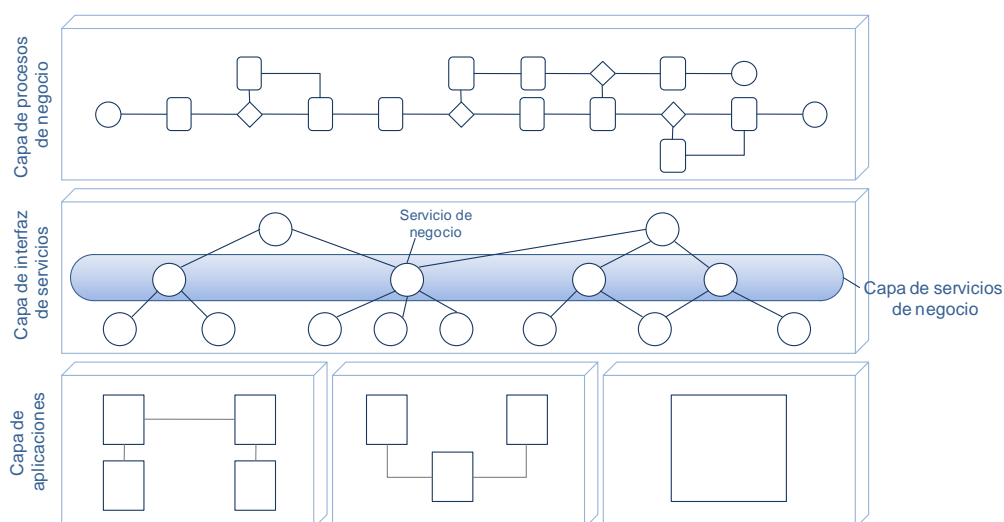 Capa de procesos
de negocio
Capa de interfaz
de servicios
Servicio de
negocio
Capa de servicios
de negocio
Capa de
aplicaciones